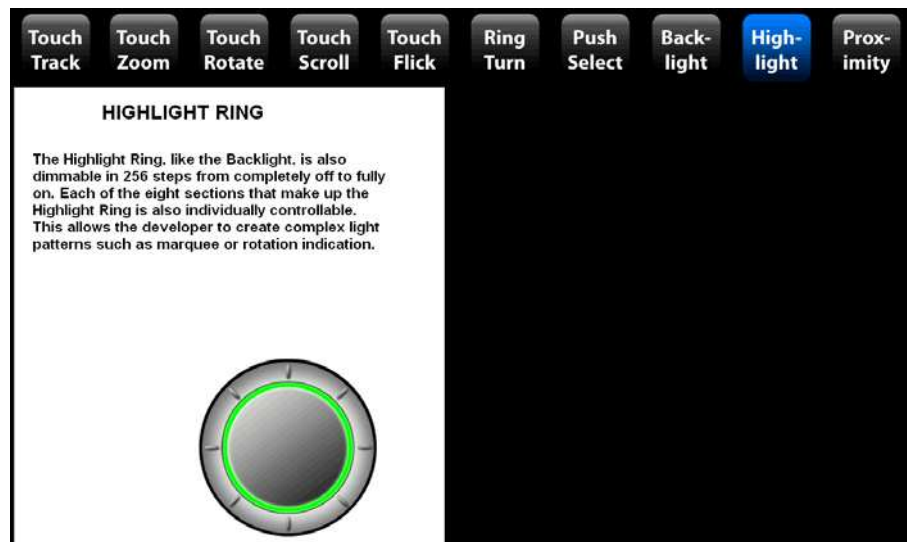 Touch Track
Touch Zoom
Touch Rotate
Touch Scroll
Touch Flick
Ring Turn
Push Select
Back-light
High-light
Prox-imity
HIGHLIGHT RING
The Highlight Ring, like the Backlight, is also
dimmable in 256 steps from completely off to fully
on. Each of the eight sections that make up the
Highlight Ring is also individually controllable.
This allows the developer to create complex light
patterns such as marquee or rotation indication.